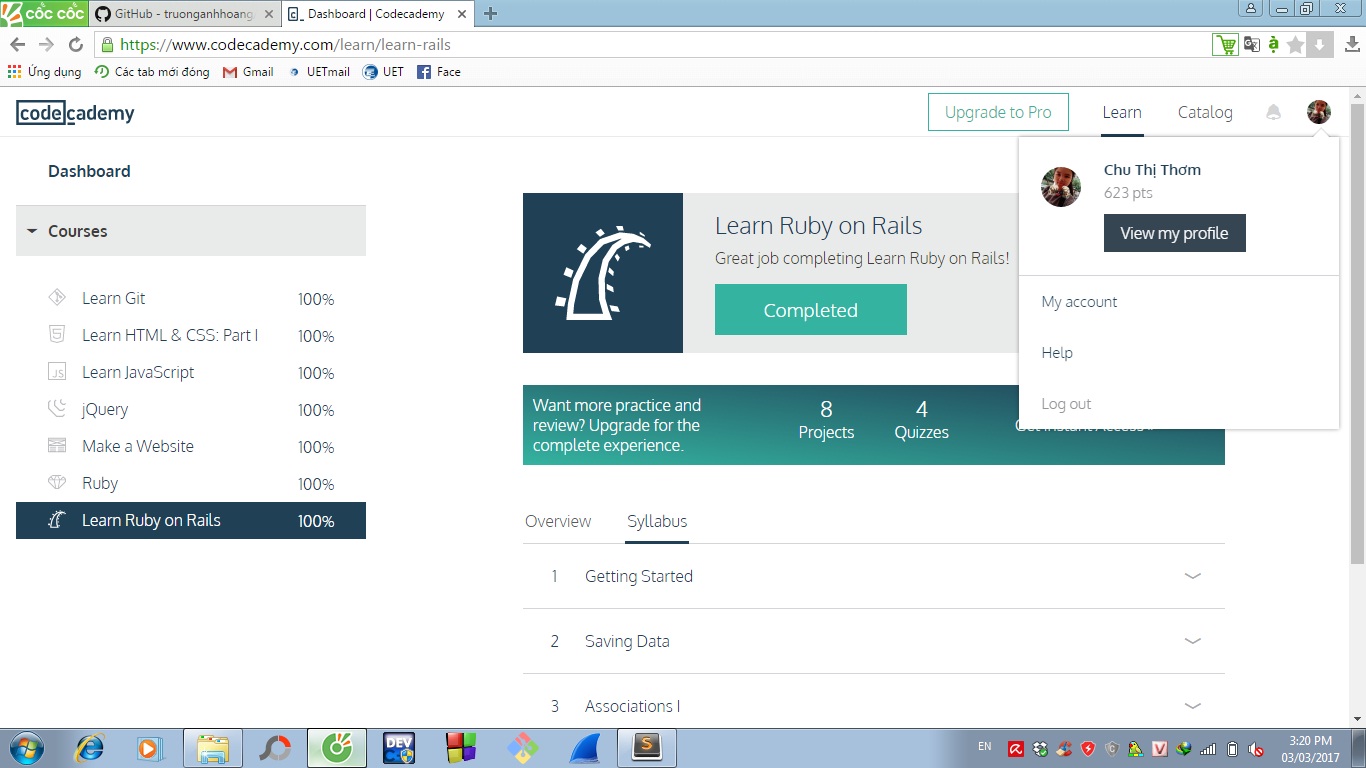 cốc cốc
GitHub - truonganhhoang
Dashboard | Codecademy
https://www.codecademy.com/learn/learn-rails
Ứng dụng
Các tab mới đóng
Gmail
UETmail
UET
Face
codecademy
Upgrade to Pro
Learn
Catalog
Dashboard
Chu Thị Thơm
623 pts
View my profile
My account
Help
Log out
Courses
Learn Git 100%
Learn HTML & CSS: Part I 100%
JS
Learn JavaScript 100%
jQuery 100%
Make a Website 100%
Ruby 100%
Learn Ruby on Rails 100%
Learn Ruby on Rails
Great job completing Learn Ruby on Rails!
Completed
Want more practice and
review? Upgrade for the
complete experience.
8
Projects
4
Quizzes
Get Instant Access
Overview
Syllabus
1 Getting Started
2 Saving Data
3 Associations I
DEV
EN
3:20 PM
03/03/2017